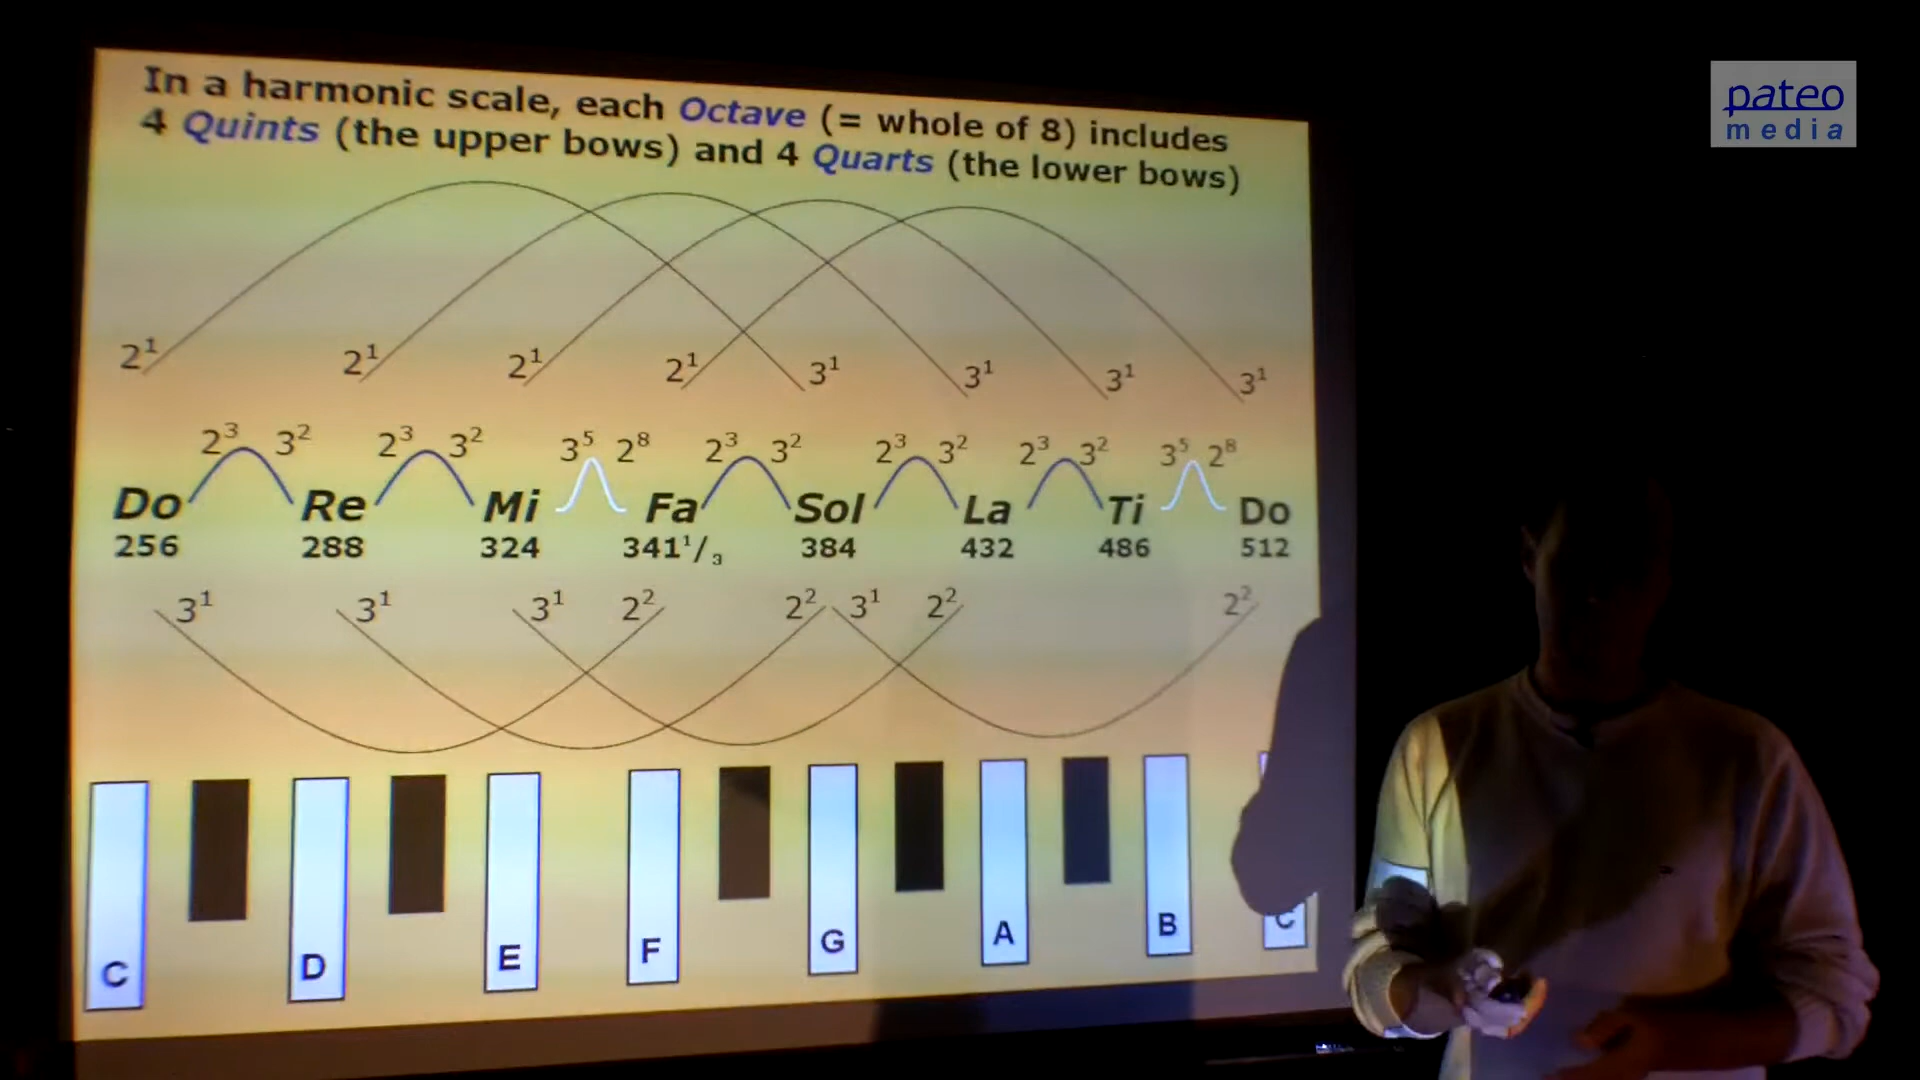 In a harmonic scale, each Octave (= whole of 8) includes
4 Quints (the upper bows) and 4 Quarts (the lower bows)
pateo
media
2¹ 2¹ 2¹ 2¹ 3¹ 3¹ 3¹ 3¹
2³ 3² 2³ 3² 3⁵ 2⁸ 2³ 3² 2³ 3² 2³ 3² 3⁵ 2⁸
Do Re Mi Fa Sol La Ti Do
256 288 324 341¹/₃ 384 432 486 512
3¹ 3¹ 3¹ 2² 2² 3¹ 2² 2²
C D E F G A B C